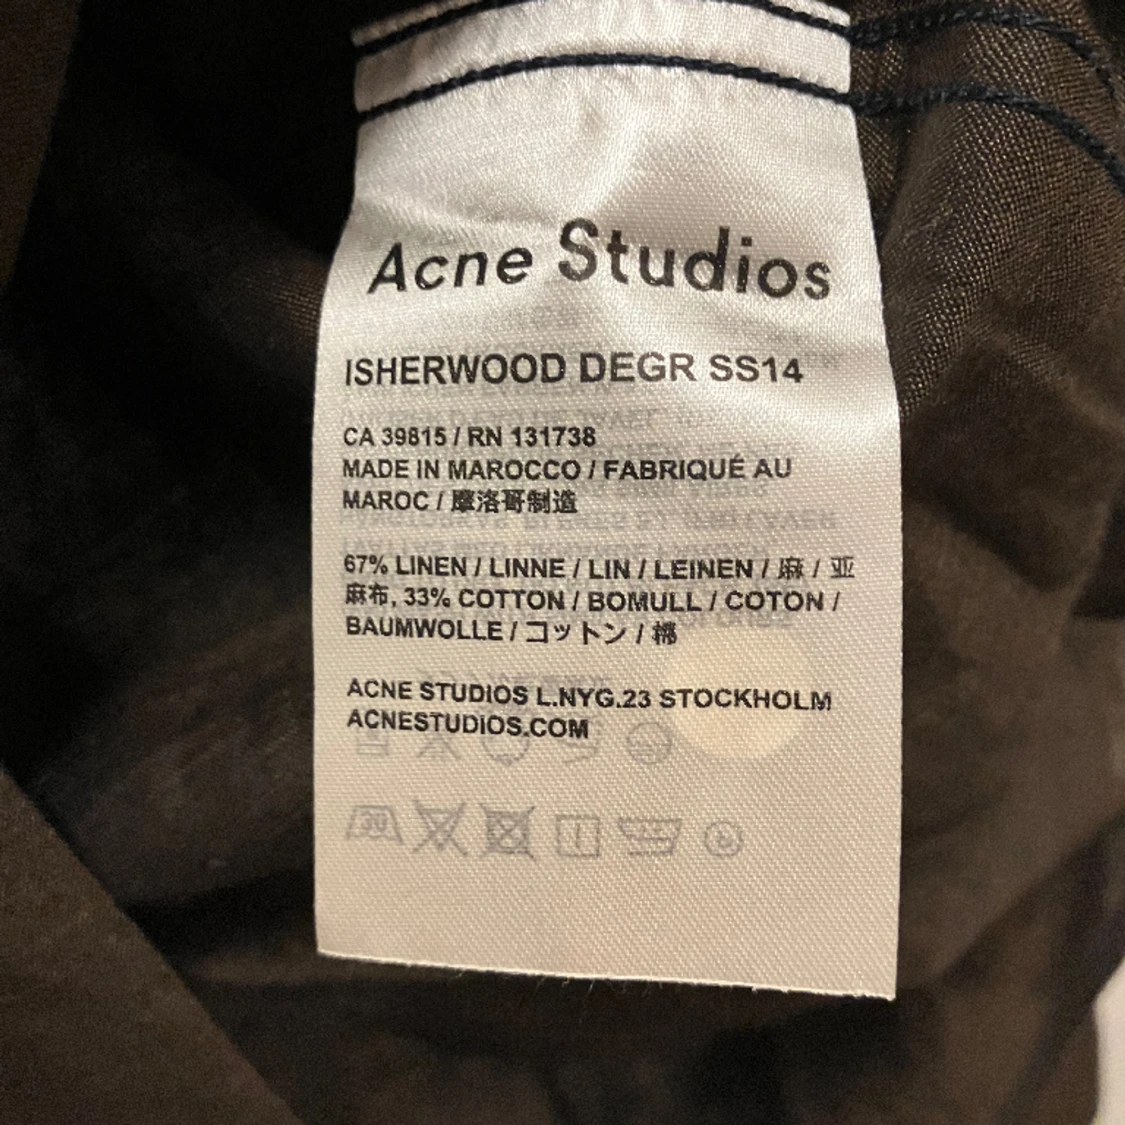 Acne Studios
ISHERWOOD DEGR SS14
CA 39815 / RN 131738
MADE IN MAROCCO / FABRIQUÉ AU
MAROC / 摩洛哥制造
67% LINEN / LINNE / LIN / LEINEN / 麻 / 亚
麻布, 33% COTTON / BOMULL / COTON /
BAUMWOLLE / コットン / 棉
ACNE STUDIOS L.NYG.23 STOCKHOLM
ACNESTUDIOS.COM